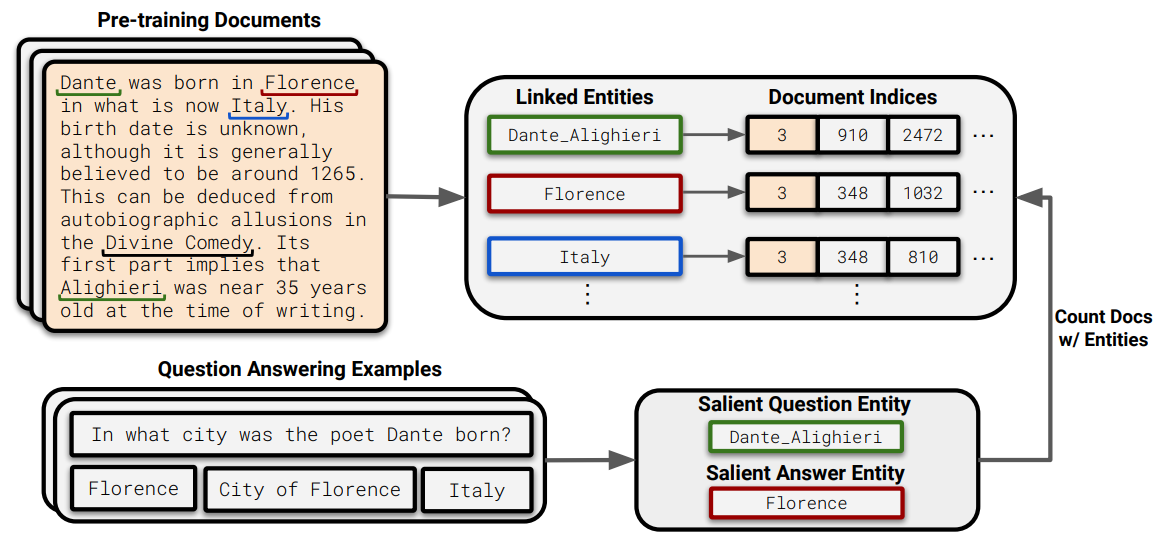 Pre-training Documents
Dante was born in Florence
in what is now Italy. His
birth date is unknown,
although it is generally
believed to be around 1265.
This can be deduced from
autobiographic allusions in
the Divine Comedy. Its
first part implies that
Alighieri was near 35 years
old at the time of writing.
Linked Entities
Document Indices
Dante_Alighieri
3 910 2472 ...
Florence
3 348 1032 ...
Italy
3 348 810 ...
Count Docs
w/ Entities
Question Answering Examples
In what city was the poet Dante born?
Florence
City of Florence
Italy
Salient Question Entity
Dante_Alighieri
Salient Answer Entity
Florence